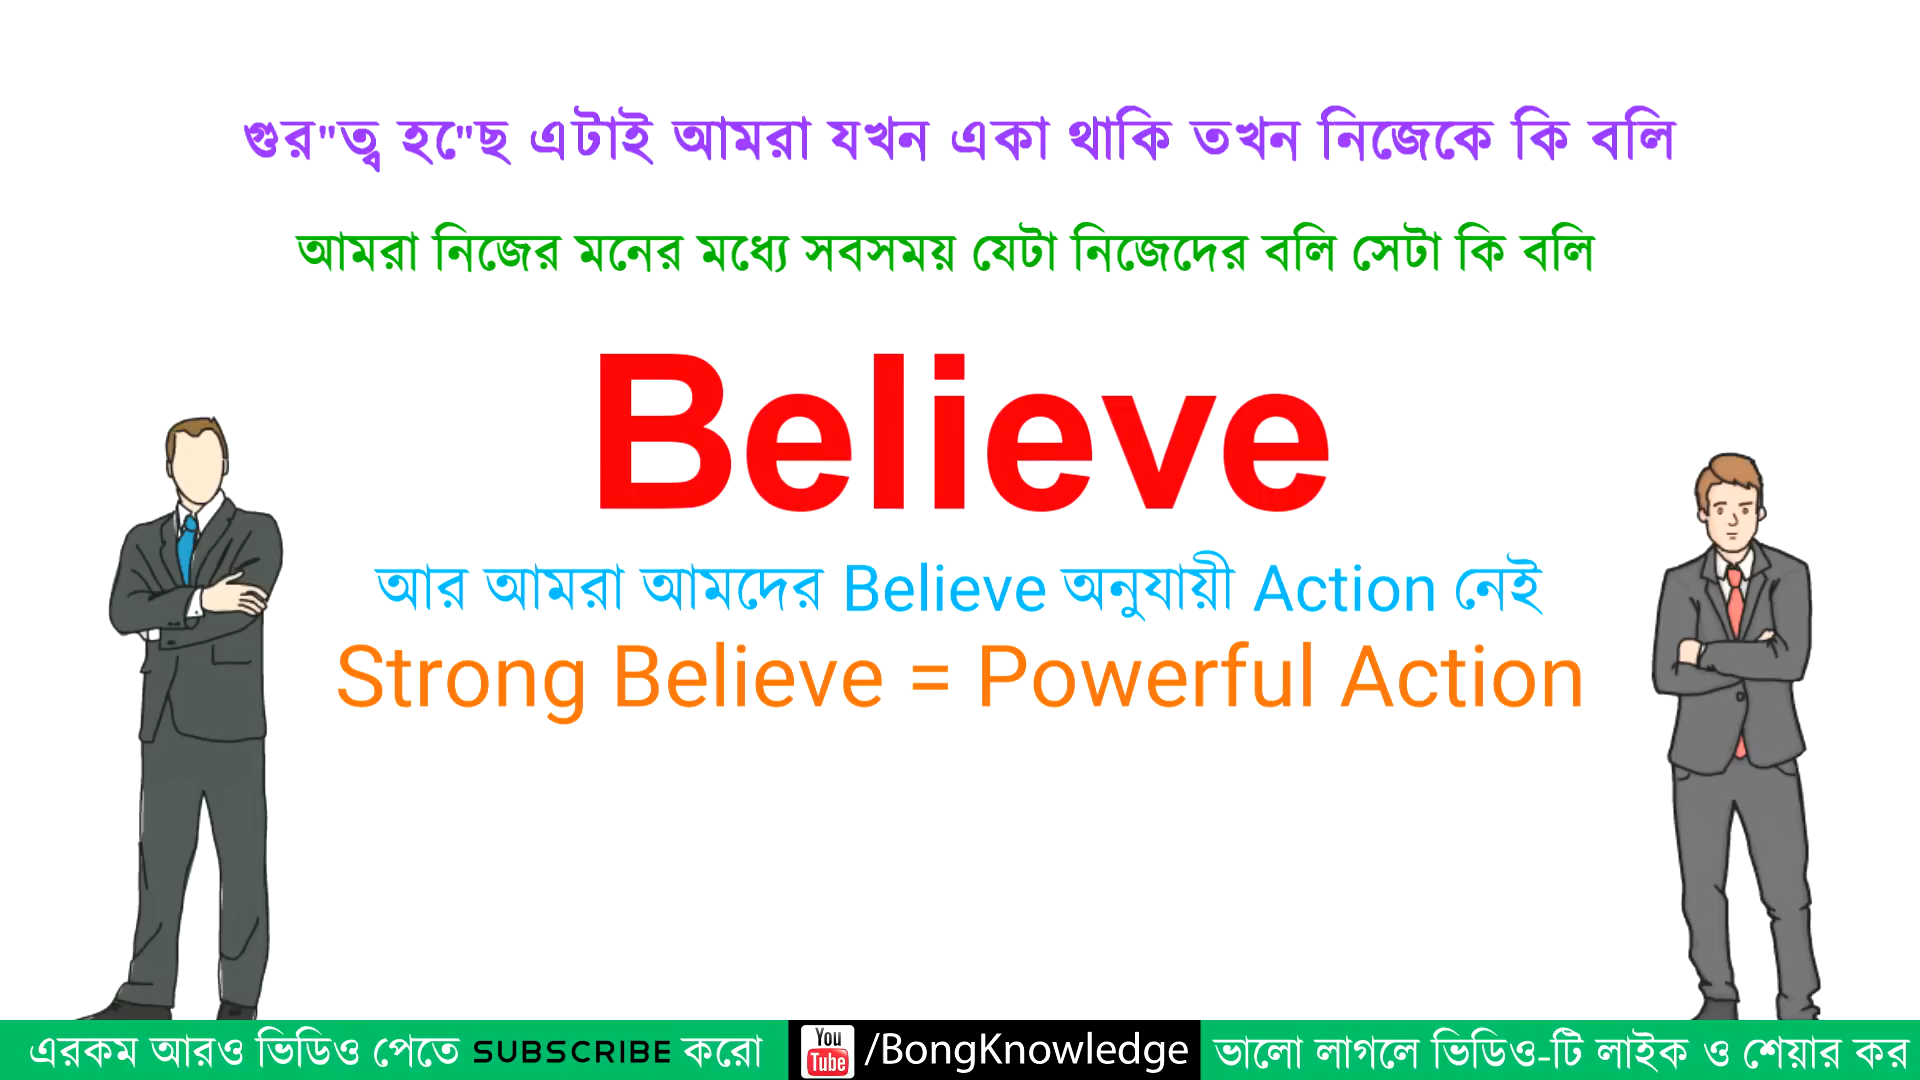 গুর"ত্ব হ"েছ এটাই আমরা যখন একা থাকি তখন নিজেকে কি বলি
আমরা নিজের মনের মধ্যে সবসময় যেটা নিজেদের বলি সেটা কি বলি
Believe
আর আমরা আমদের Believe অনুযায়ী Action নেই
Strong Believe = Powerful Action
এরকম আরও ভিডিও পেতে SUBSCRIBE করো You Tube /BongKnowledge ভালো লাগলে ভিডিও-টি লাইক ও শেয়ার কর